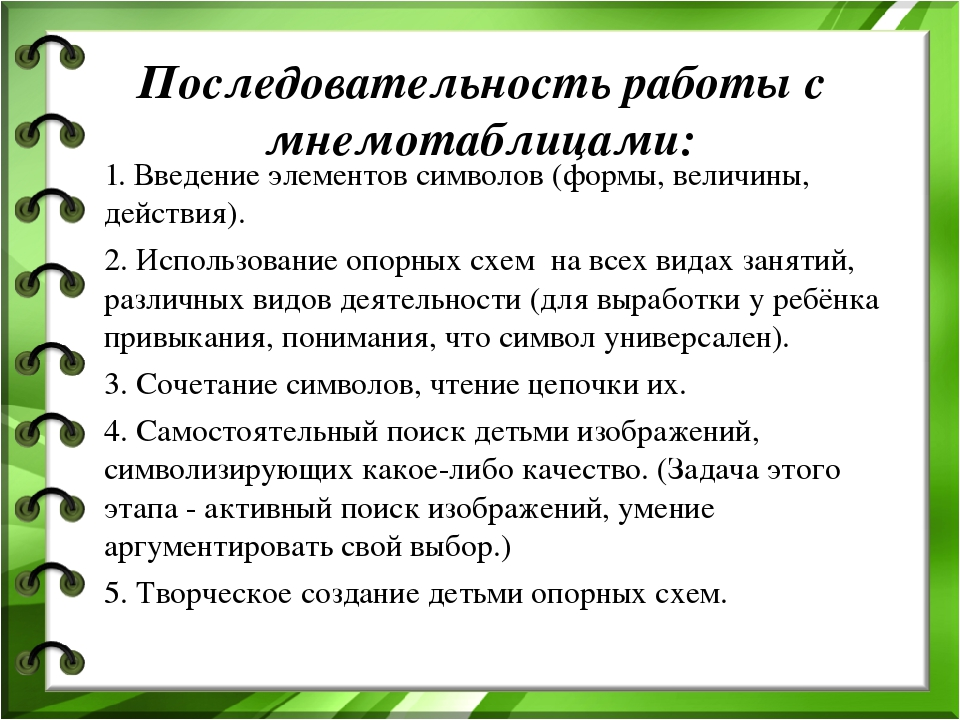 Последовательность работы с
мнемотаблицами:
1. Введение элементов символов (формы, величины,
действия).
2. Использование опорных схем на всех видах занятий,
различных видов деятельности (для выработки у ребёнка
привыкания, понимания, что символ универсален).
3. Сочетание символов, чтение цепочки их.
4. Самостоятельный поиск детьми изображений,
символизирующих какое-либо качество. (Задача этого
этапа - активный поиск изображений, умение
аргументировать свой выбор.)
5. Творческое создание детьми опорных схем.